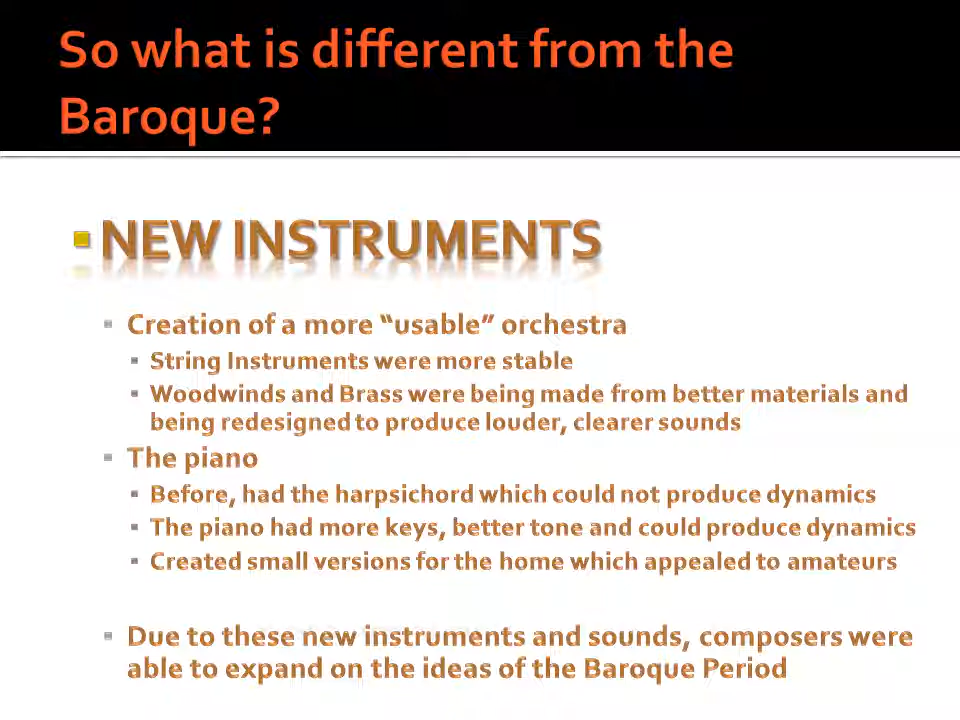 So what is different from the
Baroque?
NEW INSTRUMENTS
Creation of a more “usable” orchestra
String Instruments were more stable
Woodwinds and Brass were being made from better materials and
being redesigned to produce louder, clearer sounds
The piano
Before, had the harpsichord which could not produce dynamics
The piano had more keys, better tone and could produce dynamics
Created small versions for the home which appealed to amateurs
Due to these new instruments and sounds, composers were
able to expand on the ideas of the Baroque Period